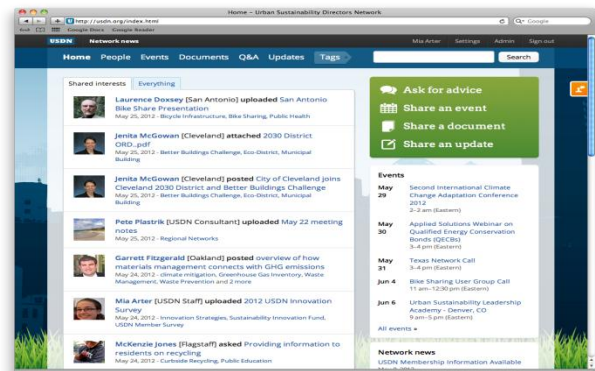 Home – Urban Sustainability Directors Network
http://usdn.org/index.html
Google
Google Docs Google Reader
USDN Network news Mia Arter Settings Admin Sign out
Home People Events Documents Q&A Updates Tags Search
Shared interests Everything
Laurence Doxsey [San Antonio] uploaded San Antonio
Bike Share Presentation
May 25, 2012 - Bicycle Infrastructure, Bike Sharing, Public Health
Jenita McGowan [Cleveland] attached 2030 District
ORD..pdf
May 25, 2012 - Better Buildings Challenge, Eco-District, Municipal
Building
Jenita McGowan [Cleveland] posted City of Cleveland joins
Cleveland 2030 District and Better Buildings Challenge
May 25, 2012 - Better Buildings Challenge, Eco-District, Municipal
Building
Pete Plastrik [USDN Consultant] uploaded May 22 meeting
notes
May 25, 2012 - Regional Networks
Garrett Fitzgerald [Oakland] posted overview of how
materials management connects with GHG emissions
May 24, 2012 - climate mitigation, Greenhouse Gas Inventory, Waste
Management, Waste Prevention and 2 more
Mia Arter [USDN Staff] uploaded 2012 USDN Innovation
Survey
May 24, 2012 - Innovation Strategies, Sustainability Innovation Fund,
USDN Member Survey
McKenzie Jones [Flagstaff] asked Providing information to
residents on recycling
May 24, 2012 - Curbside Recycling, Public Education
Ask for advice
Share an event
Share a document
Share an update
Events
May 29 Second International Climate
Change Adaptation Conference
2012
2–2 am (Eastern)
May 30 Applied Solutions Webinar on
Qualified Energy Conservation
Bonds (QECBs)
3–4 pm (Eastern)
May 31 Texas Network Call
3–4 pm (Eastern)
Jun 4 Bike Sharing User Group Call
11 am–12:30 pm (Eastern)
Jun 6 Urban Sustainability Leadership
Academy - Denver, CO
9 am–5 pm (Eastern)
All events »
Network news
USDN Membership Information Available